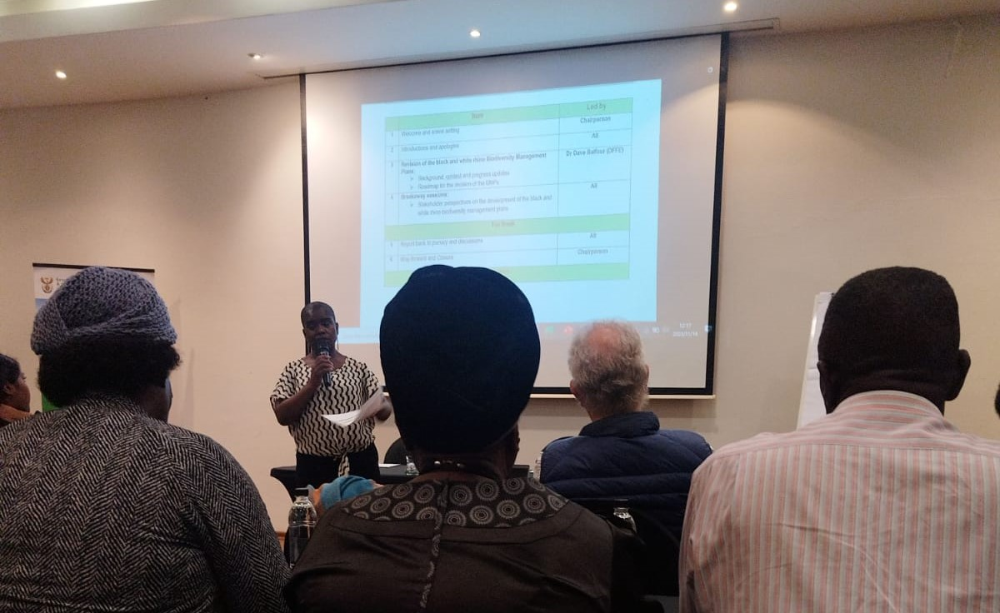 Item Led by
1 Welcome and scene setting Chairperson
2 Introductions and apologies All
3 Revision of the black and white rhino Biodiversity Management Dr Dave Balfour (DFFE)
Plans:
➢ Background, context and progress updates
➢ Roadmap for the revision of the BMPs
4 Breakaway sessions: All
➢ Stakeholder perspectives on the development of the black and
white rhino biodiversity management plans
Tea Break
5 Report back to plenary and discussions All
6 Way forward and Closure Chairperson
12:17